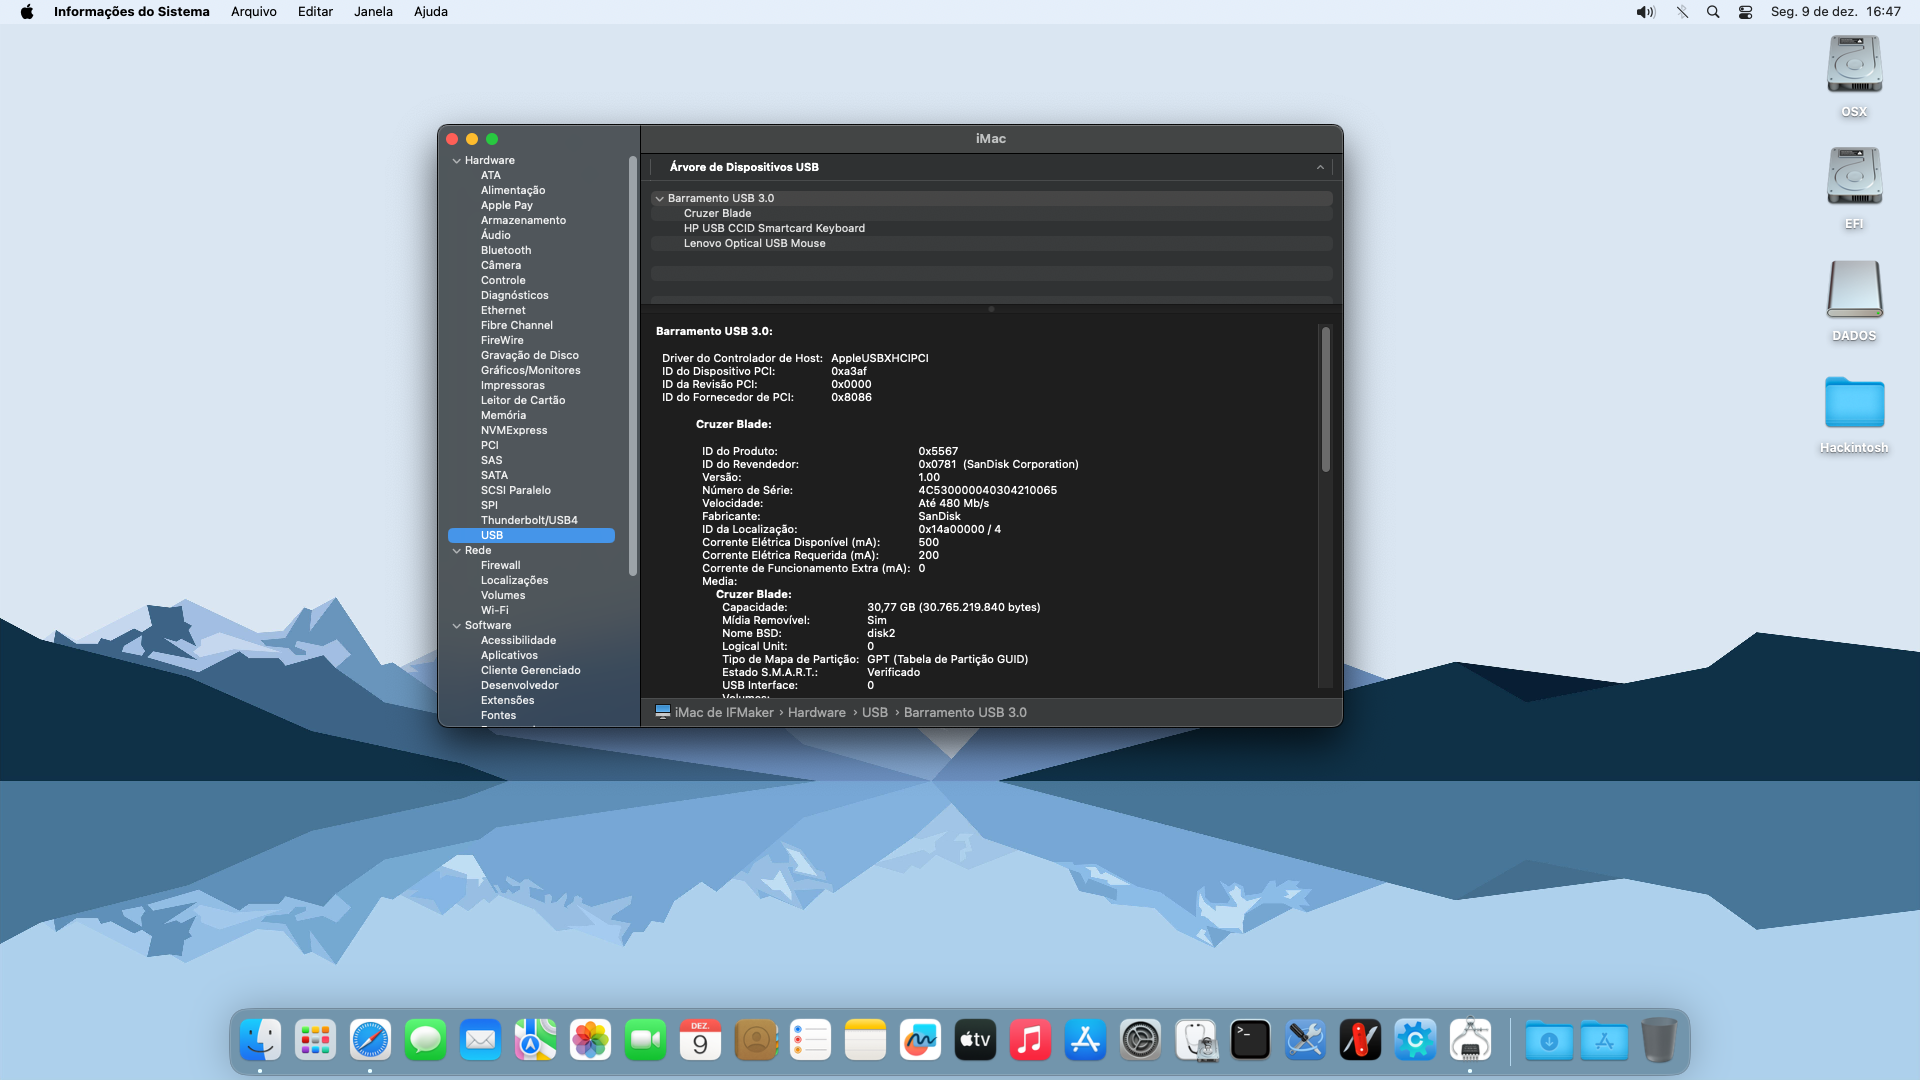 Informações do Sistema Arquivo Editar Janela Ajuda
Seg. 9 de dez. 16:47
OSX
EFI
DADOS
Hackintosh
iMac
Hardware
ATA
Alimentação
Apple Pay
Armazenamento
Áudio
Bluetooth
Câmera
Controle
Diagnósticos
Ethernet
Fibre Channel
FireWire
Gravação de Disco
Gráficos/Monitores
Impressoras
Leitor de Cartão
Memória
NVMExpress
PCI
SAS
SATA
SCSI Paralelo
SPI
Thunderbolt/USB4
USB
Rede
Firewall
Localizações
Volumes
Wi-Fi
Software
Acessibilidade
Aplicativos
Cliente Gerenciado
Desenvolvedor
Extensões
Fontes
Árvore de Dispositivos USB
Barramento USB 3.0
Cruzer Blade
HP USB CCID Smartcard Keyboard
Lenovo Optical USB Mouse
Barramento USB 3.0:
Driver do Controlador de Host: AppleUSBXHCIPCI
ID do Dispositivo PCI: 0xa3af
ID da Revisão PCI: 0x0000
ID do Fornecedor de PCI: 0x8086
Cruzer Blade:
ID do Produto: 0x5567
ID do Revendedor: 0x0781 (SanDisk Corporation)
Versão: 1.00
Número de Série: 4C530000040304210065
Velocidade: Até 480 Mb/s
Fabricante: SanDisk
ID da Localização: 0x14a00000 / 4
Corrente Elétrica Disponível (mA): 500
Corrente Elétrica Requerida (mA): 200
Corrente de Funcionamento Extra (mA): 0
Media:
Cruzer Blade:
Capacidade: 30,77 GB (30.765.219.840 bytes)
Mídia Removível: Sim
Nome BSD: disk2
Logical Unit: 0
Tipo de Mapa de Partição: GPT (Tabela de Partição GUID)
Estado S.M.A.R.T.: Verificado
USB Interface: 0
Volumes:
iMac de IFMaker › Hardware › USB › Barramento USB 3.0
DEZ.
9
tv
>_